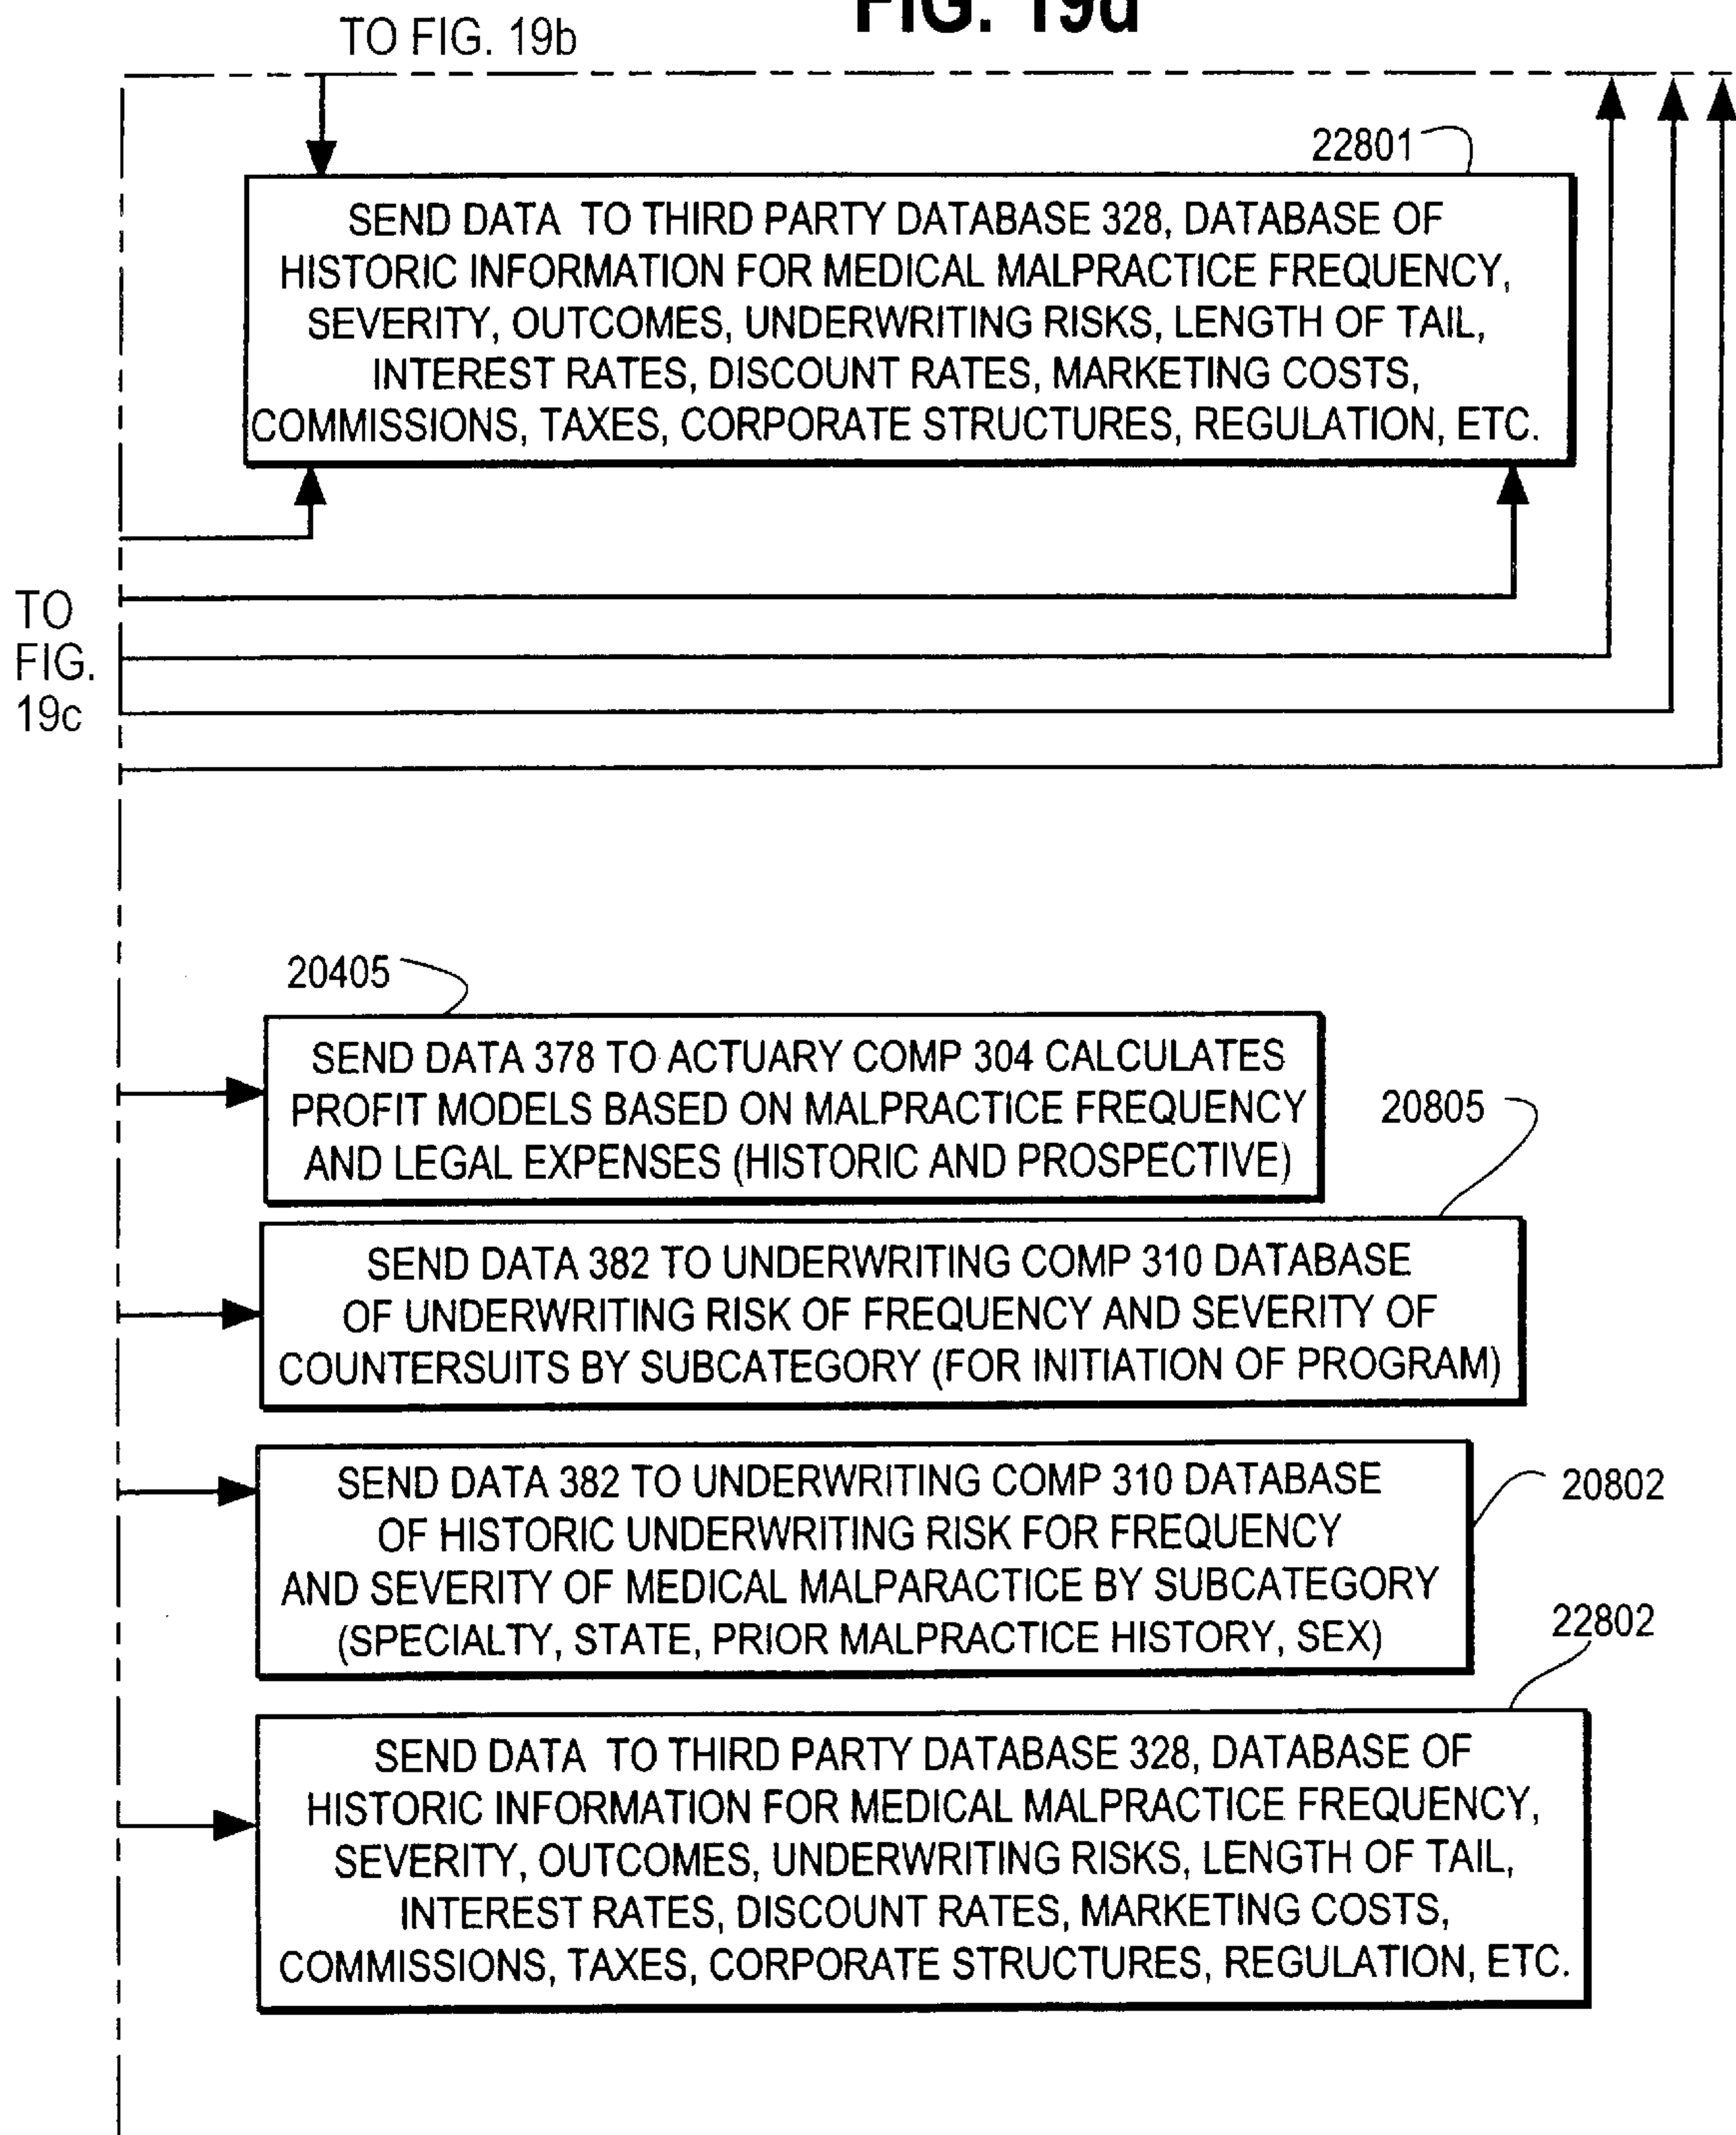 FIG. 19d
TO FIG. 19b
22801
SEND DATA TO THIRD PARTY DATABASE 328, DATABASE OF
HISTORIC INFORMATION FOR MEDICAL MALPRACTICE FREQUENCY,
SEVERITY, OUTCOMES, UNDERWRITING RISKS, LENGTH OF TAIL,
INTEREST RATES, DISCOUNT RATES, MARKETING COSTS,
COMMISSIONS, TAXES, CORPORATE STRUCTURES, REGULATION, ETC.
TO
FIG.
19c
20405
SEND DATA 378 TO ACTUARY COMP 304 CALCULATES
PROFIT MODELS BASED ON MALPRACTICE FREQUENCY
AND LEGAL EXPENSES (HISTORIC AND PROSPECTIVE)
20805
SEND DATA 382 TO UNDERWRITING COMP 310 DATABASE
OF UNDERWRITING RISK OF FREQUENCY AND SEVERITY OF
COUNTERSUITS BY SUBCATEGORY (FOR INITIATION OF PROGRAM)
SEND DATA 382 TO UNDERWRITING COMP 310 DATABASE
OF HISTORIC UNDERWRITING RISK FOR FREQUENCY
AND SEVERITY OF MEDICAL MALPARACTICE BY SUBCATEGORY
(SPECIALTY, STATE, PRIOR MALPRACTICE HISTORY, SEX)
20802
22802
SEND DATA TO THIRD PARTY DATABASE 328, DATABASE OF
HISTORIC INFORMATION FOR MEDICAL MALPRACTICE FREQUENCY,
SEVERITY, OUTCOMES, UNDERWRITING RISKS, LENGTH OF TAIL,
INTEREST RATES, DISCOUNT RATES, MARKETING COSTS,
COMMISSIONS, TAXES, CORPORATE STRUCTURES, REGULATION, ETC.